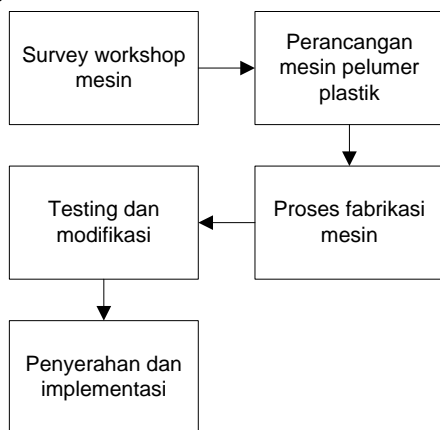 Survey workshop
mesin
Perancangan
mesin pelumer
plastik
Proses fabrikasi
mesin
Testing dan
modifikasi
Penyerahan dan
implementasi